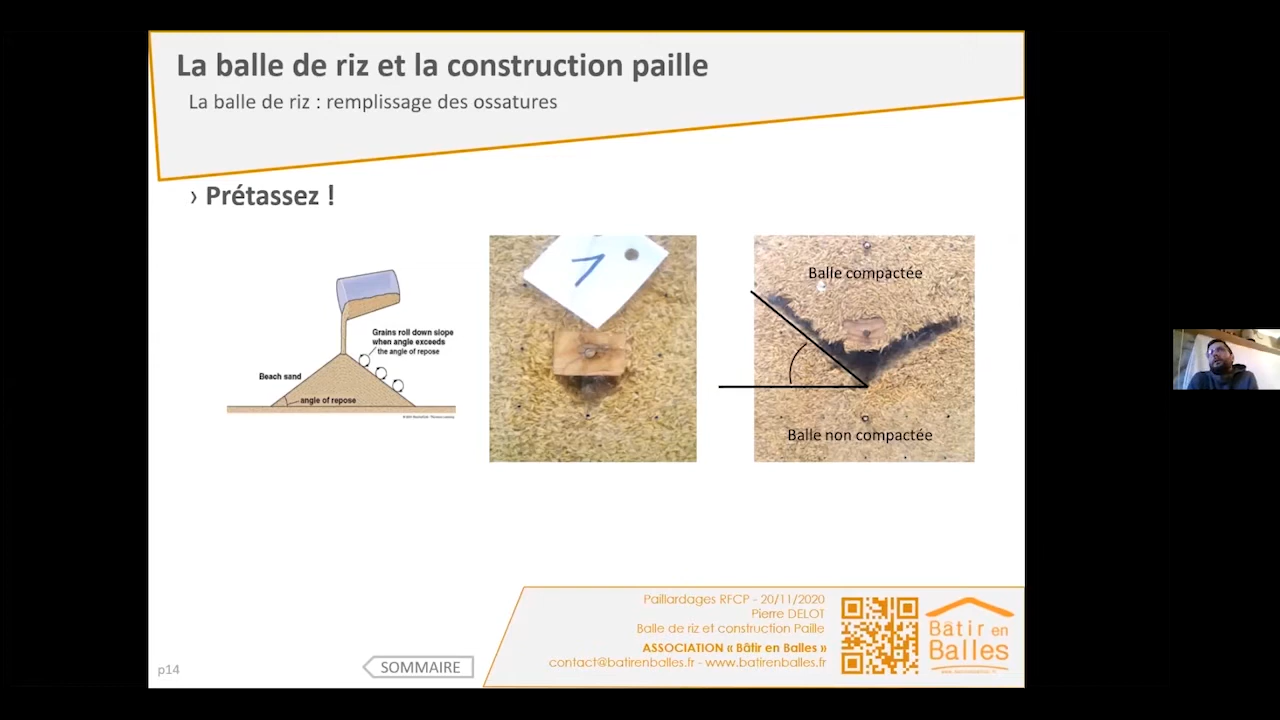 La balle de riz et la construction paille
La balle de riz : remplissage des ossatures
› Prétassez !
Grains roll down slope
when angle exceeds
the angle of repose
Beach sand
angle of repose
1
Balle compactée
Balle non compactée
Paillardages RFCP - 20/11/2020
Pierre DELOT
Balle de riz et construction Paille
ASSOCIATION « Bâtir en Balles »
contact@batirenballes.fr - www.batirenballes.fr
Bâtir en
Balles
p14
SOMMAIRE